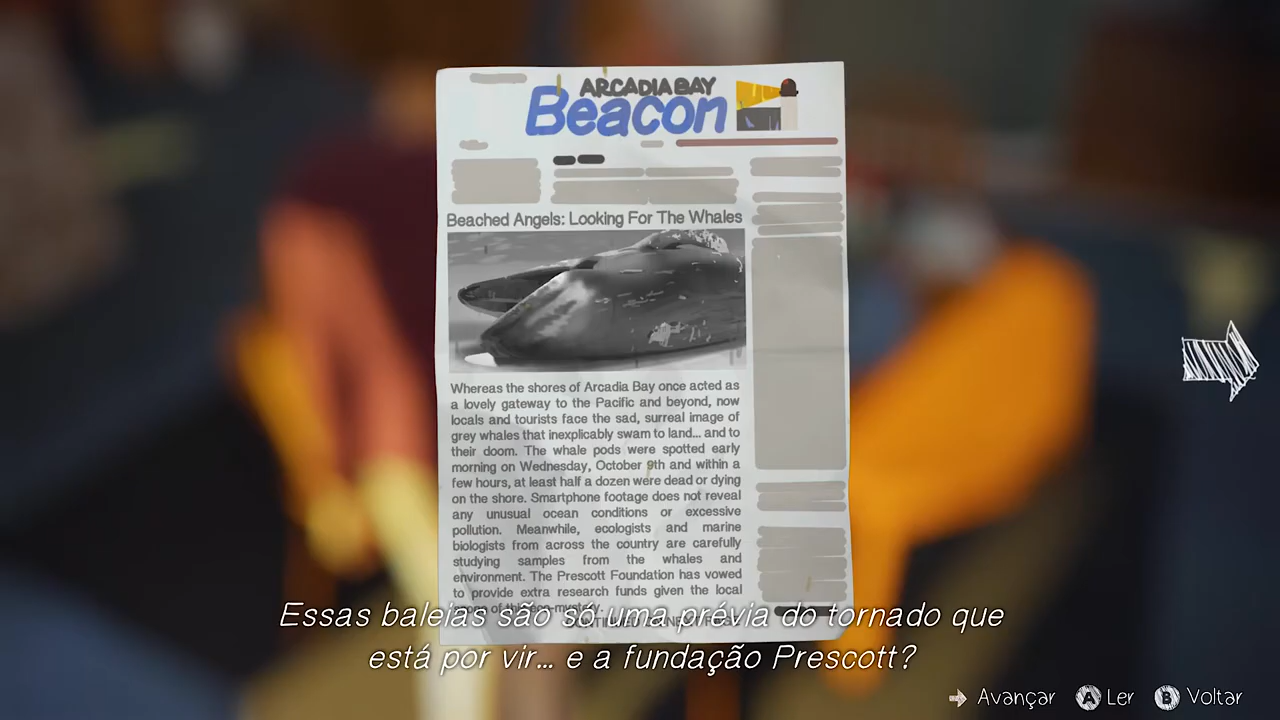 ARCADIA BAY
Beacon
Beached Angels: Looking For The Whales
Whereas the shores of Arcadia Bay once acted as
a lovely gateway to the Pacific and beyond, now
locals and tourists face the sad, surreal image of
grey whales that inexplicably swam to land... and to
their doom. The whale pods were spotted early
morning on Wednesday, October 9th and within a
few hours, at least half a dozen were dead or dying
on the shore. Smartphone footage does not reveal
any unusual ocean conditions or excessive
pollution. Meanwhile, ecologists and marine
biologists from across the country are carefully
studying samples from the whales and
environment. The Prescott Foundation has vowed
to provide extra research funds given the local
of this eco-mystery.
Essas baleias são só uma prévia do tornado que
está por vir... e a fundação Prescott?
Avançar A Ler B Voltar